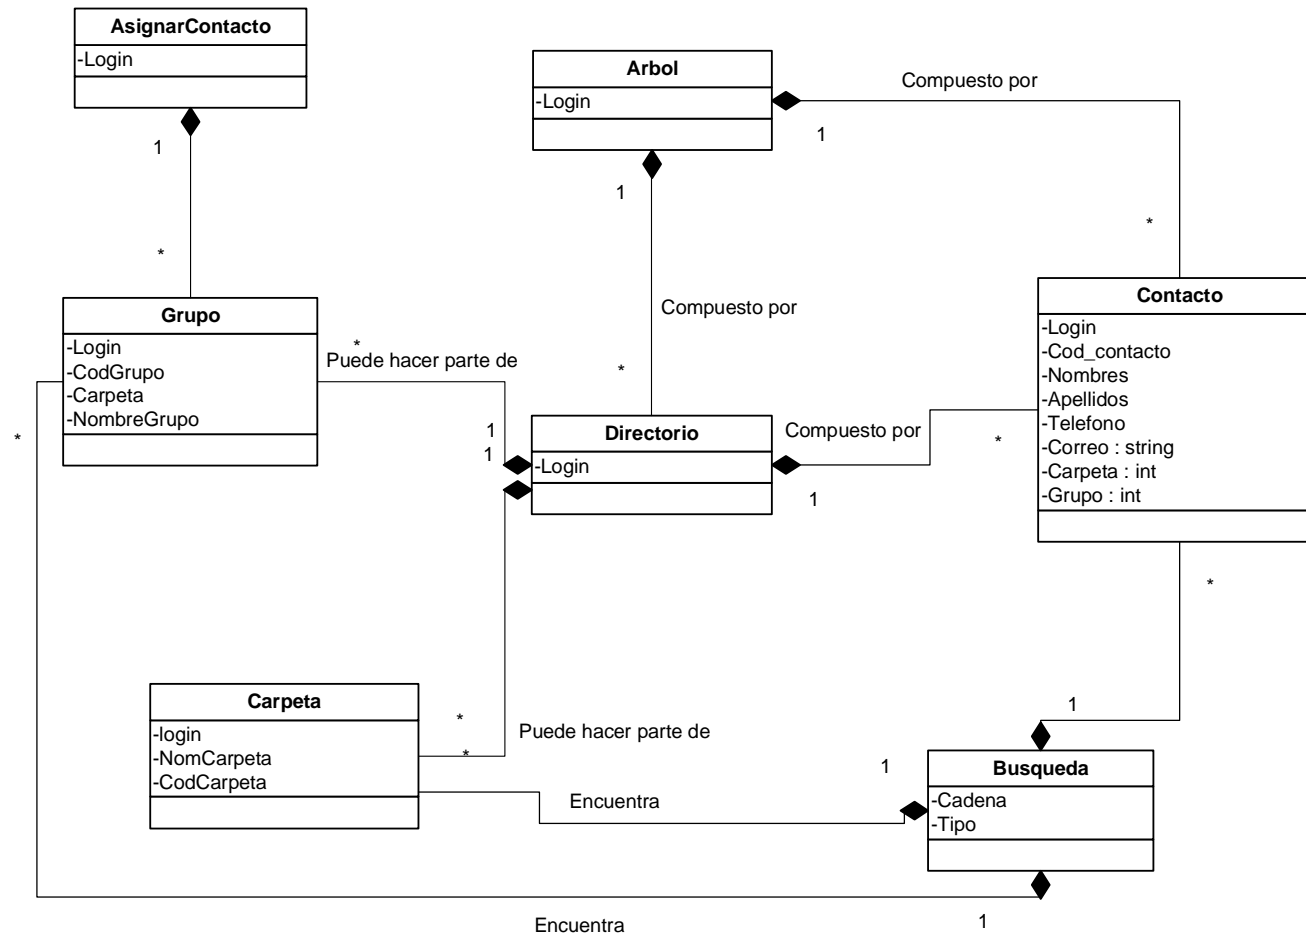 AsignarContacto
-Login
1
*
Arbol
-Login
Compuesto por
1
*
1
Compuesto por
*
Grupo
-Login
-CodGrupo
-Carpeta
-NombreGrupo
*
*
Puede hacer parte de
1
1
Directorio
-Login
Compuesto por
*
1
Contacto
-Login
-Cod_contacto
-Nombres
-Apellidos
-Telefono
-Correo : string
-Carpeta : int
-Grupo : int
*
Carpeta
-login
-NomCarpeta
-CodCarpeta
*
*
Puede hacer parte de
Encuentra
1
1
Busqueda
-Cadena
-Tipo
1
Encuentra